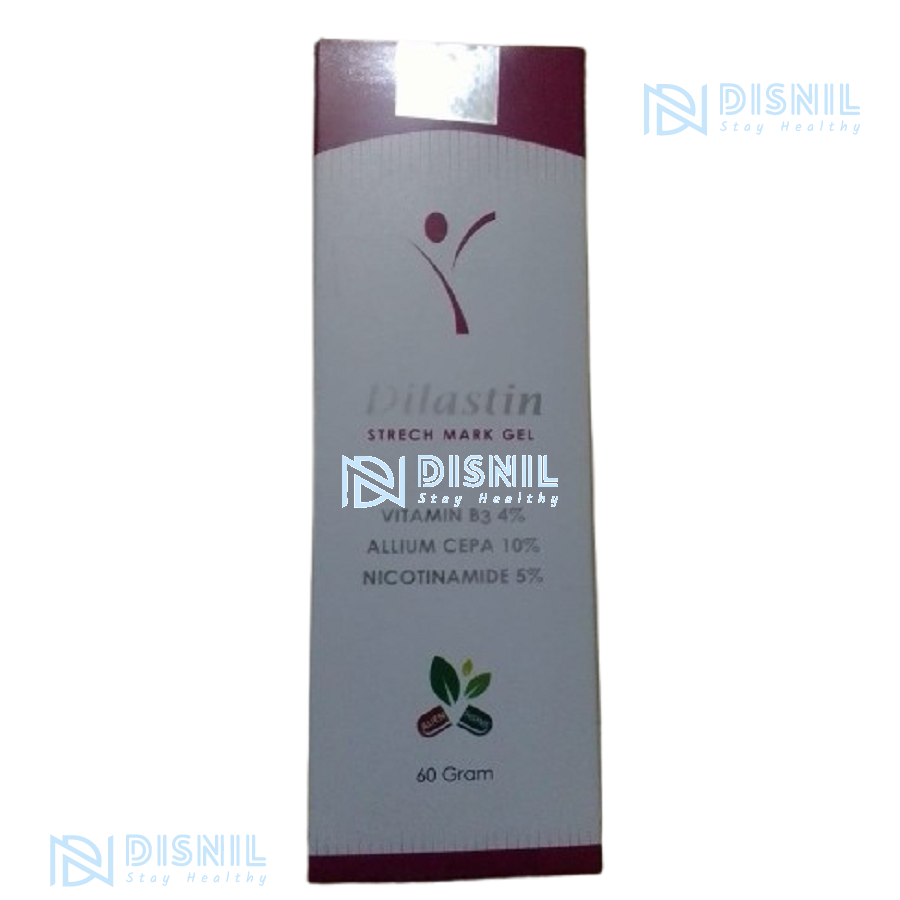 DISNIL
Stay Healthy
Dilastin
STRECH MARK GEL
DISNIL
Stay Healthy
VITAMIN B3 4%
ALLIUM CEPA 10%
NICOTINAMIDE 5%
60 Gram
DISNIL
Stay Healthy